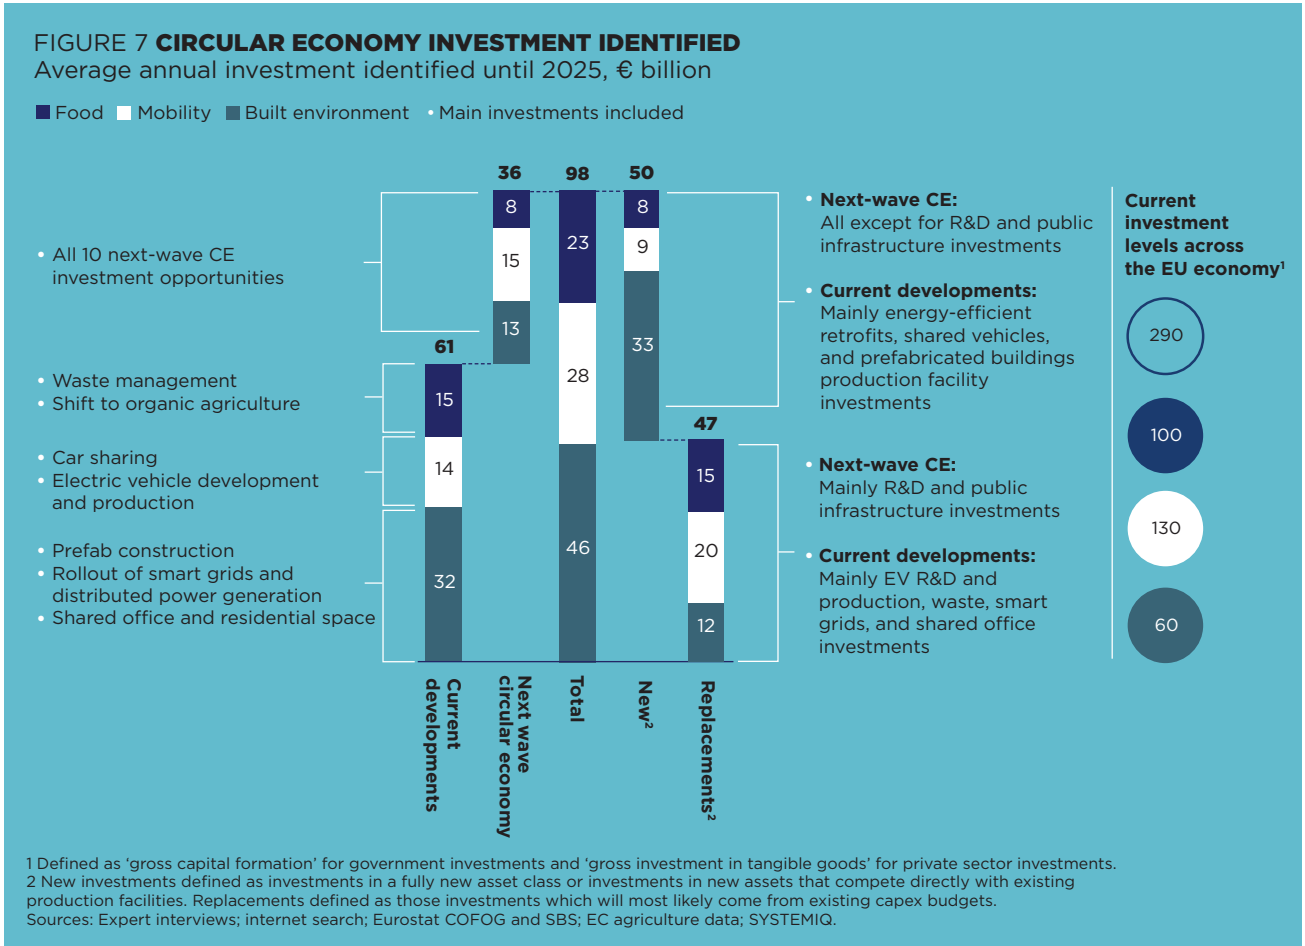 FIGURE 7 CIRCULAR ECONOMY INVESTMENT IDENTIFIED
Average annual investment identified until 2025, € billion
Food Mobility Built environment • Main investments included
• All 10 next-wave CE
investment opportunities
• Waste management
• Shift to organic agriculture
• Car sharing
• Electric vehicle development
and production
• Prefab construction
• Rollout of smart grids and
distributed power generation
• Shared office and residential space
61
15
14
32
36
8
15
13
98
23
28
46
50
8
9
33
47
15
20
12
Current
developments
Next wave
circular economy
Total
New²
Replacements²
• Next-wave CE:
All except for R&D and public
infrastructure investments
• Current developments:
Mainly energy-efficient
retrofits, shared vehicles,
and prefabricated buildings
production facility
investments
• Next-wave CE:
Mainly R&D and public
infrastructure investments
• Current developments:
Mainly EV R&D and
production, waste, smart
grids, and shared office
investments
Current
investment
levels across
the EU economy¹
290
100
130
60
1 Defined as ‘gross capital formation’ for government investments and ‘gross investment in tangible goods’ for private sector investments.
2 New investments defined as investments in a fully new asset class or investments in new assets that compete directly with existing
production facilities. Replacements defined as those investments which will most likely come from existing capex budgets.
Sources: Expert interviews; internet search; Eurostat COFOG and SBS; EC agriculture data; SYSTEMIQ.